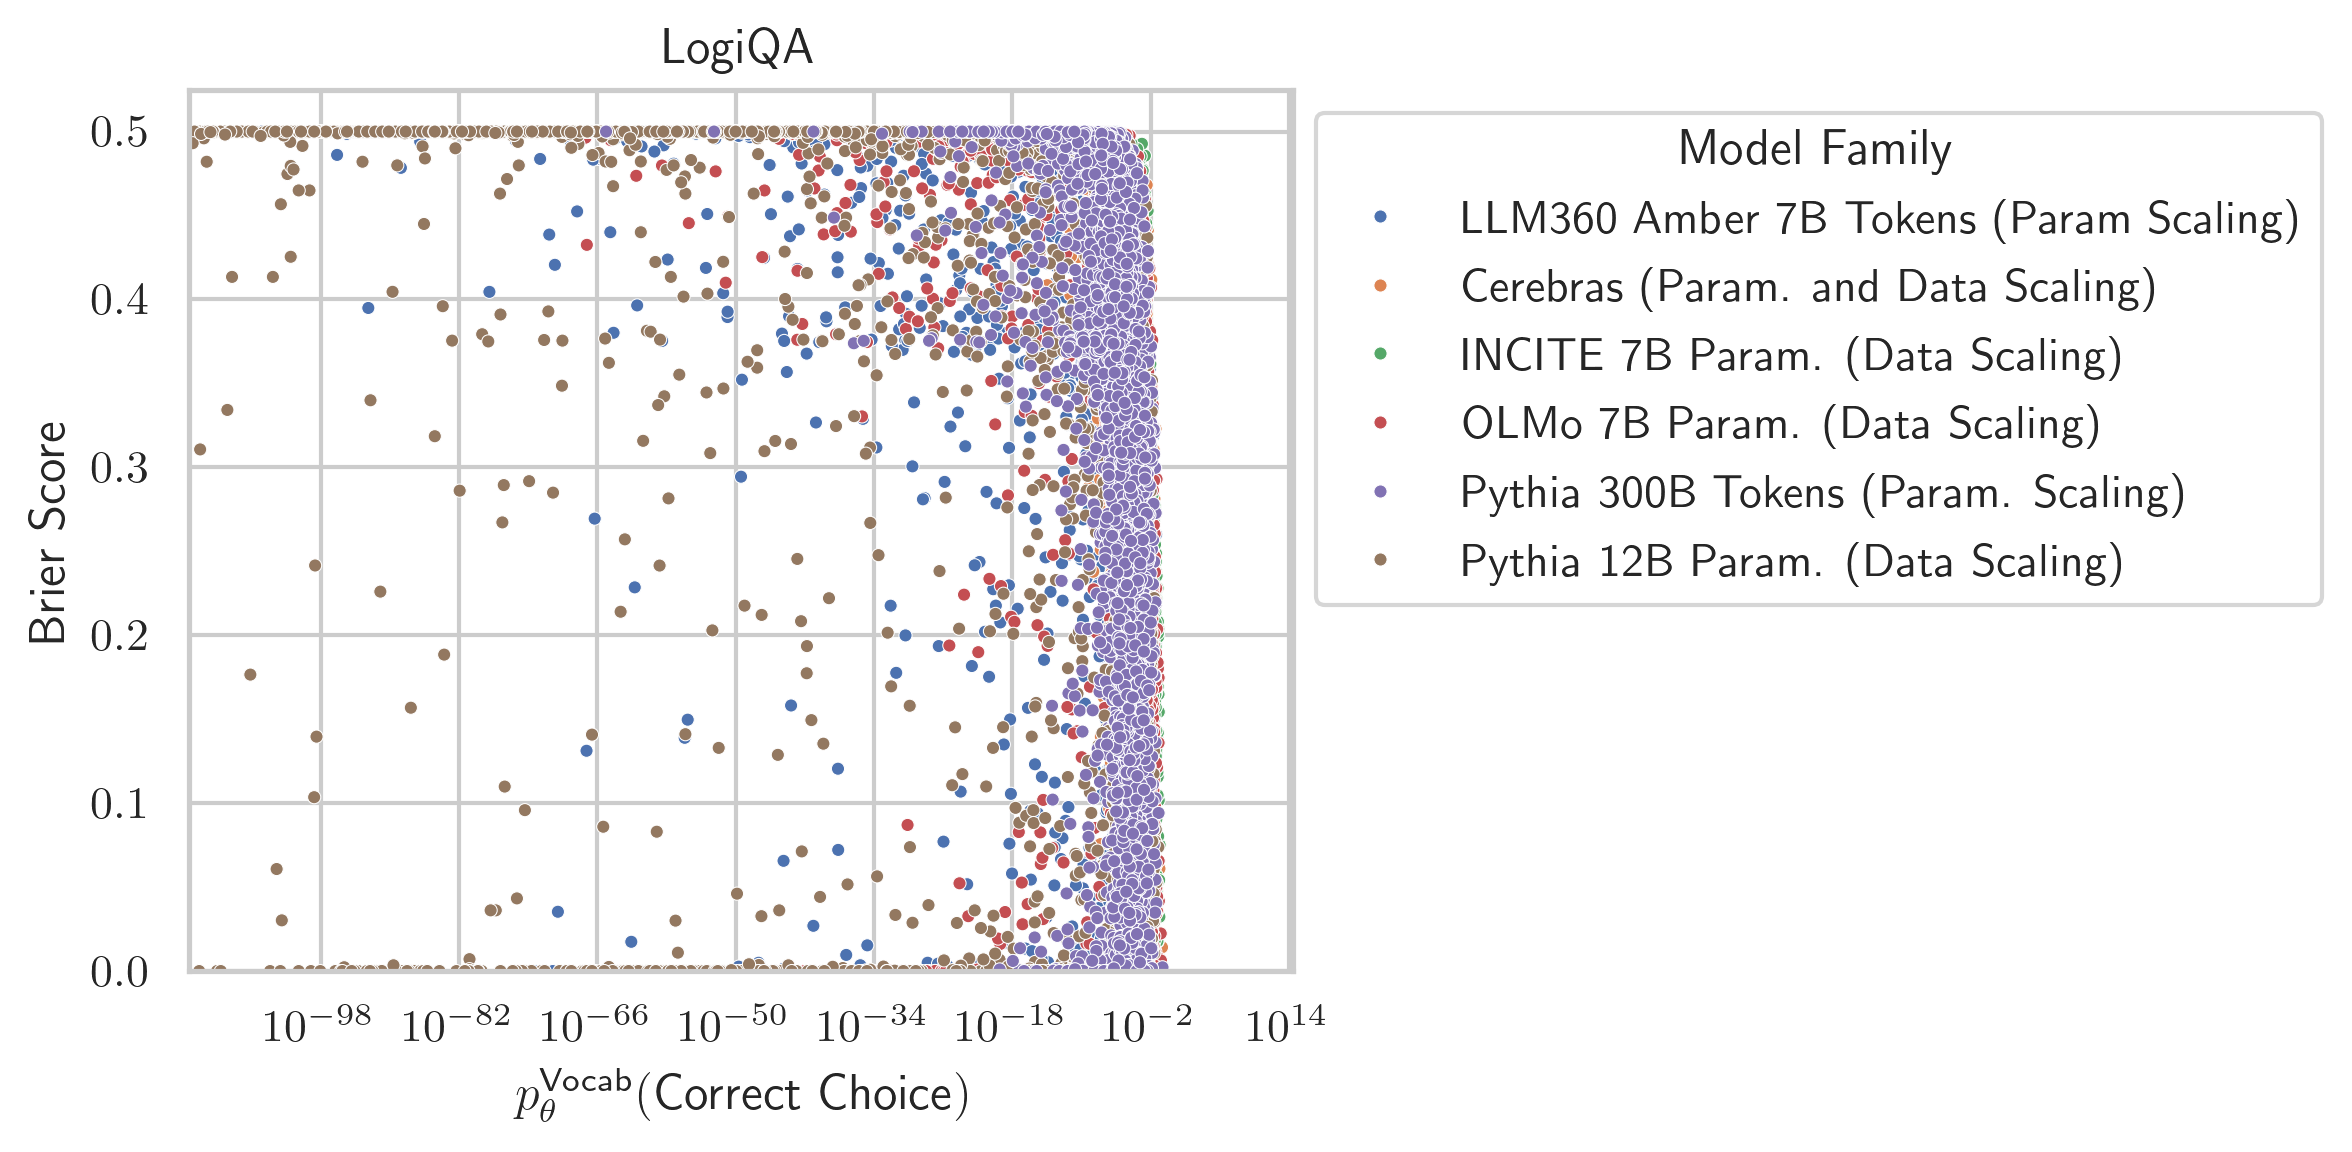 LogiQA
Brier Score
0.5
0.4
0.3
0.2
0.1
0.0
10⁻⁹⁸ 10⁻⁸² 10⁻⁶⁶ 10⁻⁵⁰ 10⁻³⁴ 10⁻¹⁸ 10⁻² 10¹⁴
p_θ^Vocab(Correct Choice)
Model Family
LLM360 Amber 7B Tokens (Param Scaling)
Cerebras (Param. and Data Scaling)
INCITE 7B Param. (Data Scaling)
OLMo 7B Param. (Data Scaling)
Pythia 300B Tokens (Param. Scaling)
Pythia 12B Param. (Data Scaling)